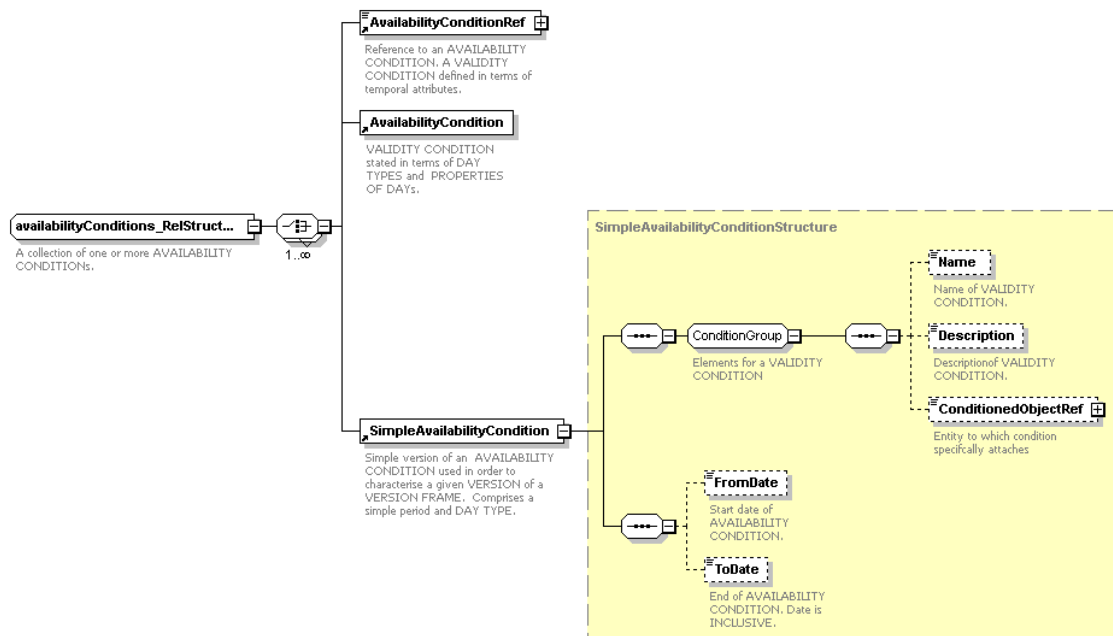 AvailabilityConditionRef
Reference to an AVAILABILITY
CONDITION. A VALIDITY
CONDITION defined in terms of
temporal attributes.
AvailabilityCondition
VALIDITY CONDITION
stated in terms of DAY
TYPES and PROPERTIES
OF DAYs.
availabilityConditions_RelStruct...
A collection of one or more AVAILABILITY
CONDITIONs.
1..∞
SimpleAvailabilityCondition
Simple version of an AVAILABILITY
CONDITION used in order to
characterise a given VERSION of a
VERSION FRAME. Comprises a
simple period and DAY TYPE.
SimpleAvailabilityConditionStructure
ConditionGroup
Elements for a VALIDITY
CONDITION
Name
Name of VALIDITY
CONDITION.
Description
Descriptionof VALIDITY
CONDITION.
ConditionedObjectRef
Entity to which condition
specifcally attaches
FromDate
Start date of
AVAILABILITY
CONDITION.
ToDate
End of AVAILABILITY
CONDITION. Date is
INCLUSIVE.